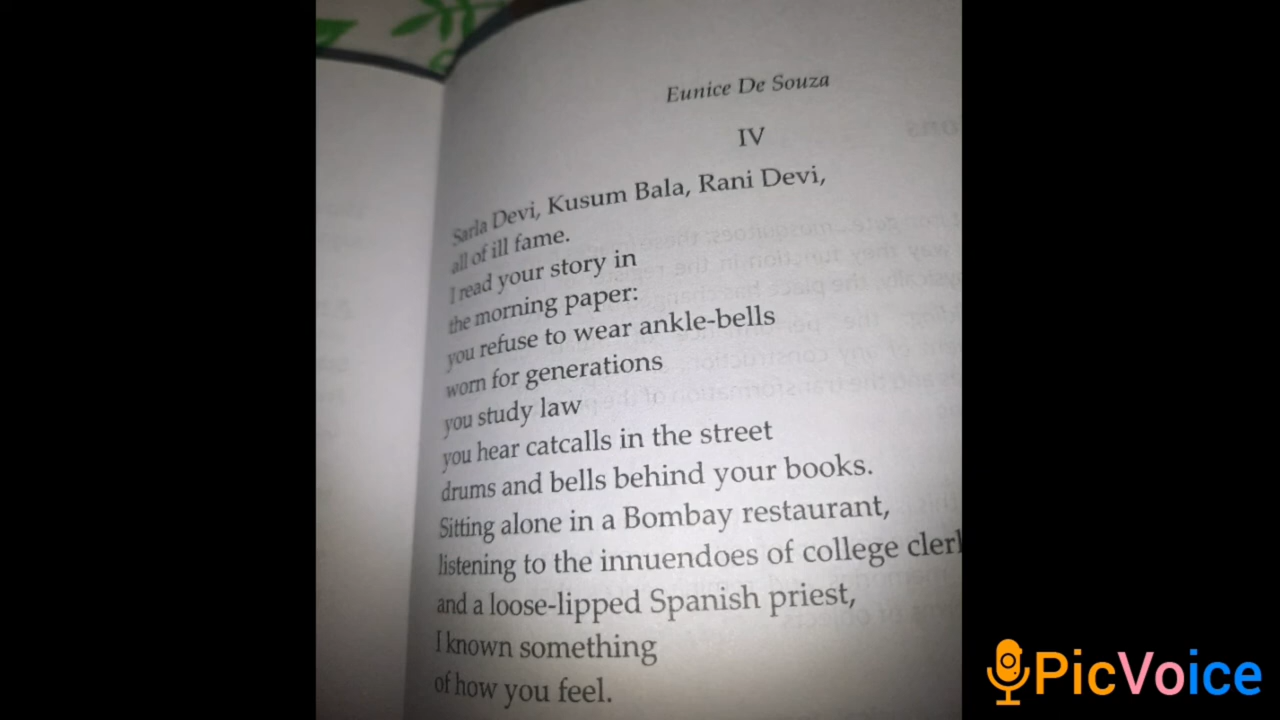 Eunice De Souza
IV
Sarla Devi, Kusum Bala, Rani Devi,
all of ill fame.
I read your story in
the morning paper:
you refuse to wear ankle-bells
worn for generations
you study law
you hear catcalls in the street
drums and bells behind your books.
Sitting alone in a Bombay restaurant,
listening to the innuendoes of college
and a loose-lipped Spanish priest,
I known something
of how you feel.
PicVoice